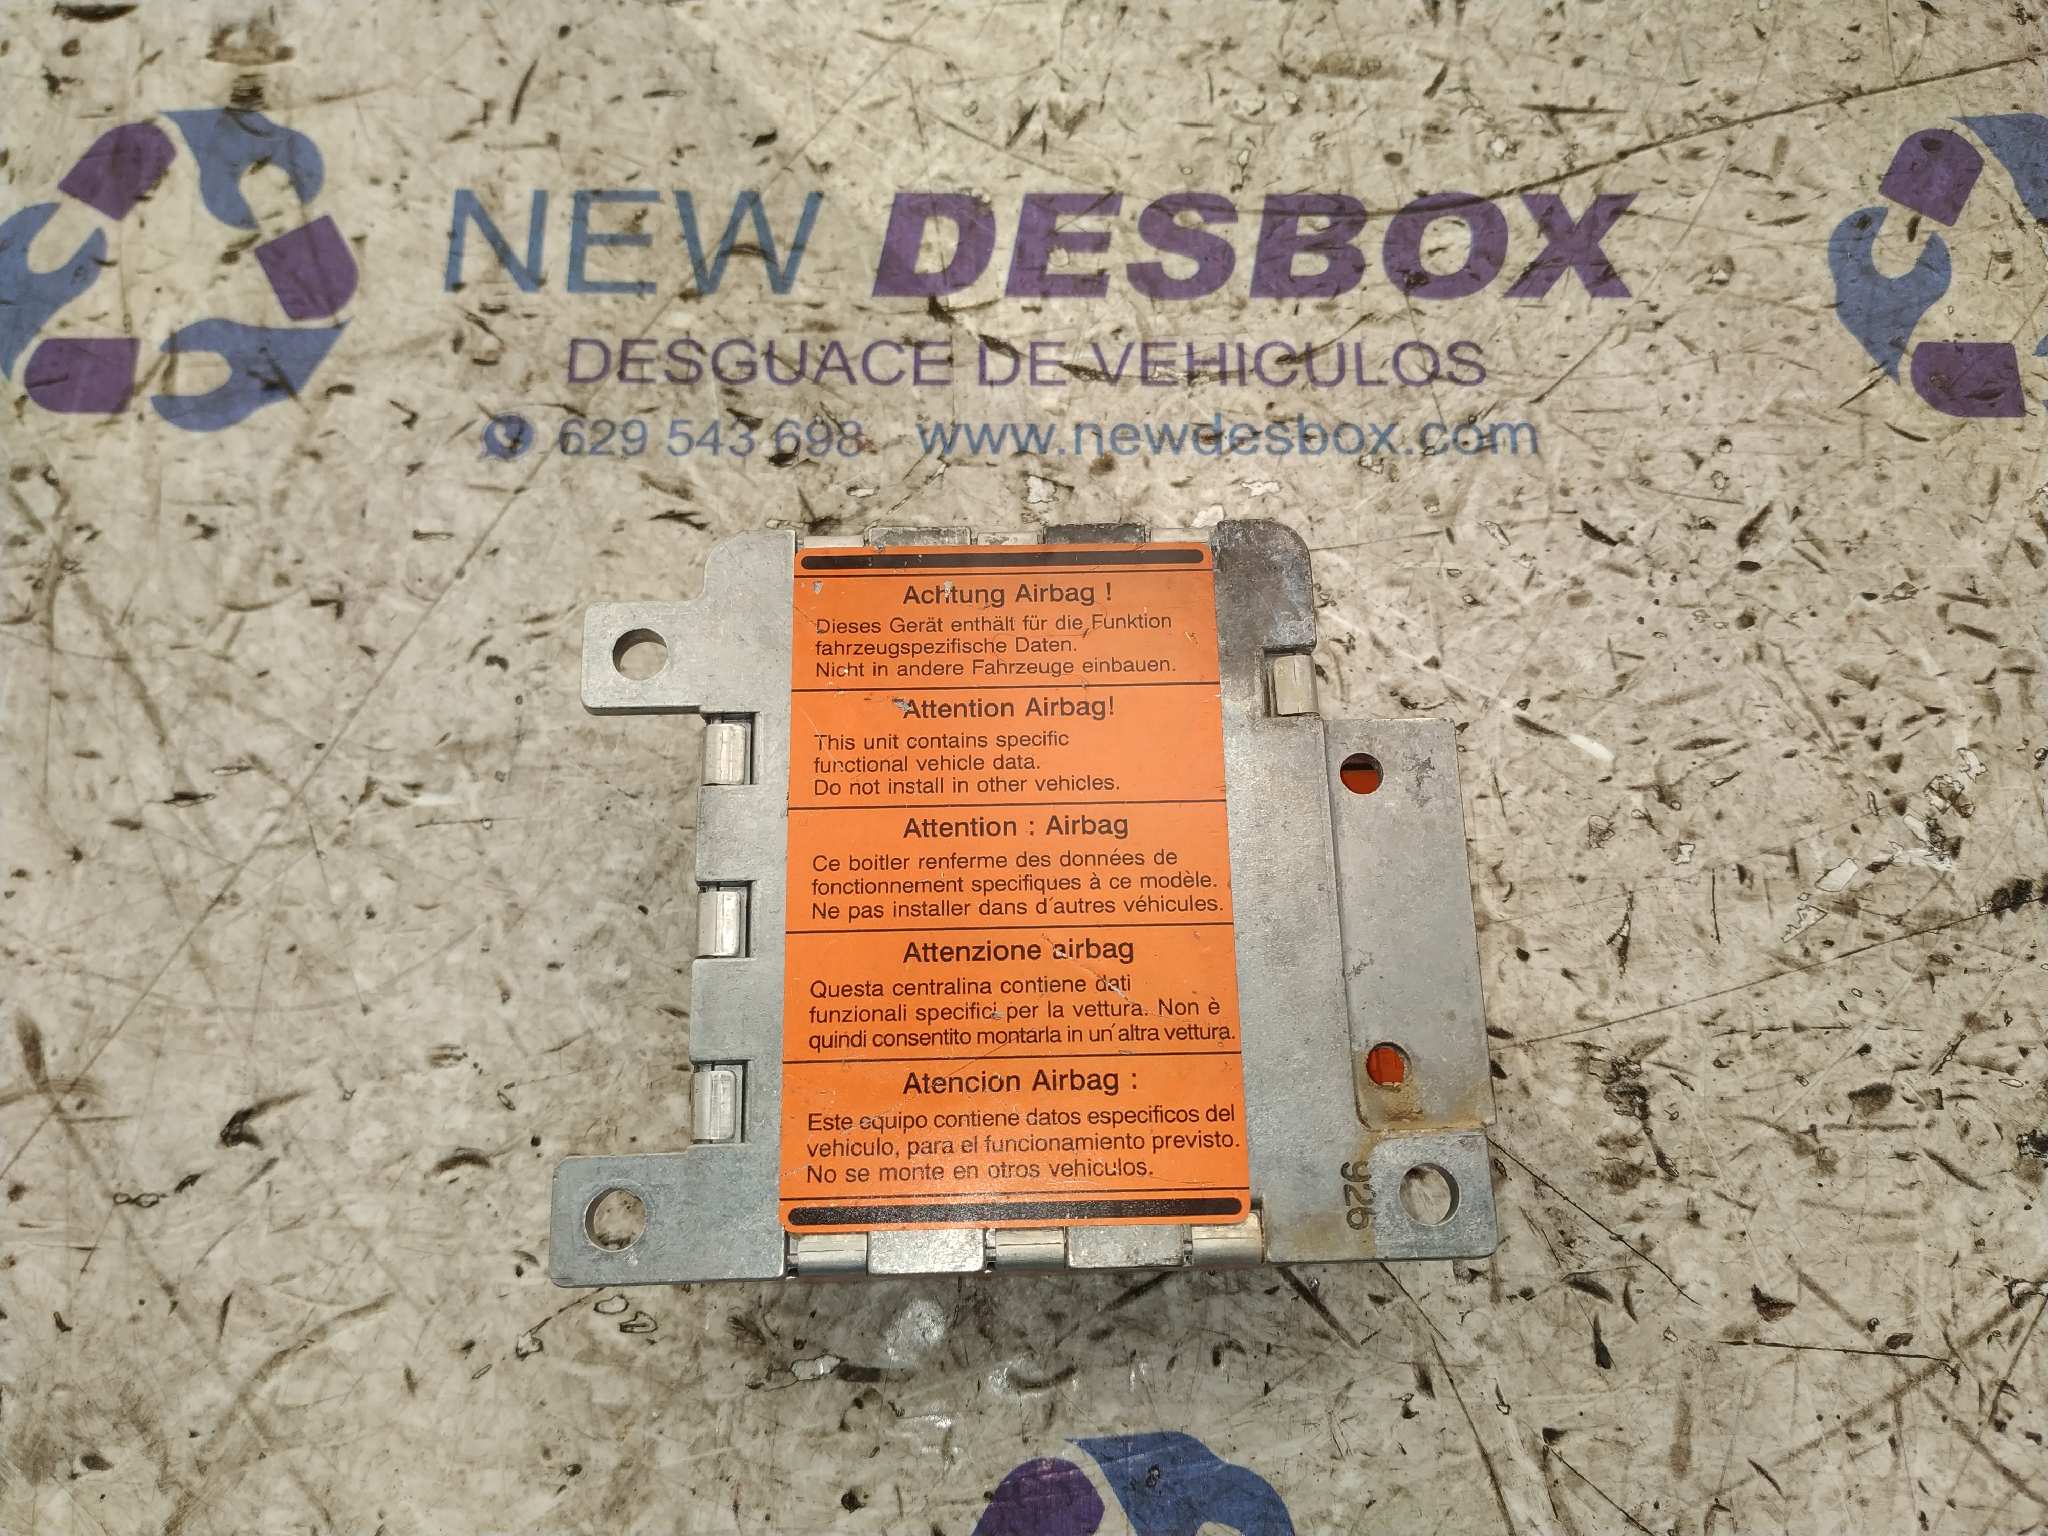 NEW DESBOX
DESGUACE DE VEHICULOS
629 543 698 www.newdesbox.com
Achtung Airbag !
Dieses Gerät enthält für die Funktion
fahrzeugspezifische Daten.
Nicht in andere Fahrzeuge einbauen.
Attention Airbag!
This unit contains specific
functional vehicle data.
Do not install in other vehicles.
Attention : Airbag
Ce boitler renferme des données de
fonctionnement specifiques à ce modèle.
Ne pas installer dans d'autres véhicules.
Attenzione airbag
Questa centralina contiene dati
funzionali specifici per la vettura. Non è
quindi consentito montarla in un'altra vettura.
Atencion Airbag :
Este equipo contiene datos especificos del
vehiculo, para el funcionamiento previsto.
No se monte en otros vehiculos.
926